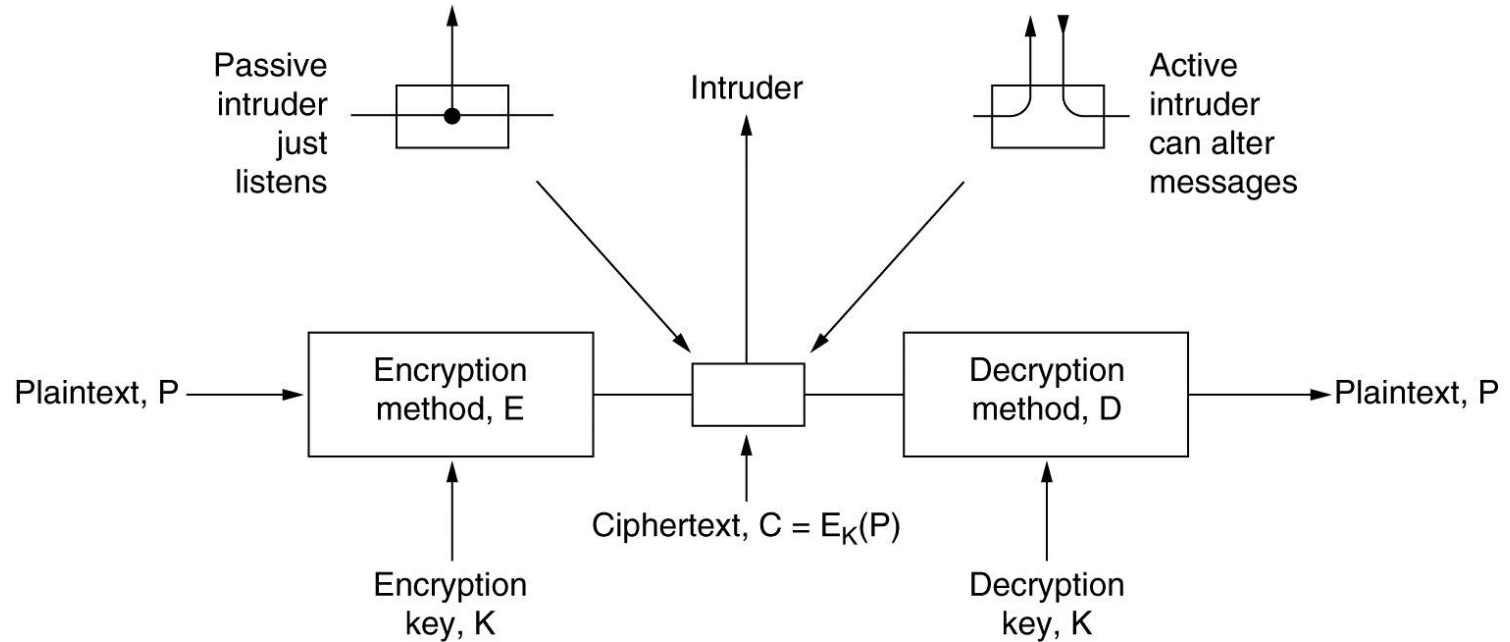 Passive
intruder
just
listens
Intruder
Active
intruder
can alter
messages
Plaintext, P
Encryption
method, E
Decryption
method, D
Plaintext, P
Ciphertext, C = E_K(P)
Encryption
key, K
Decryption
key, K